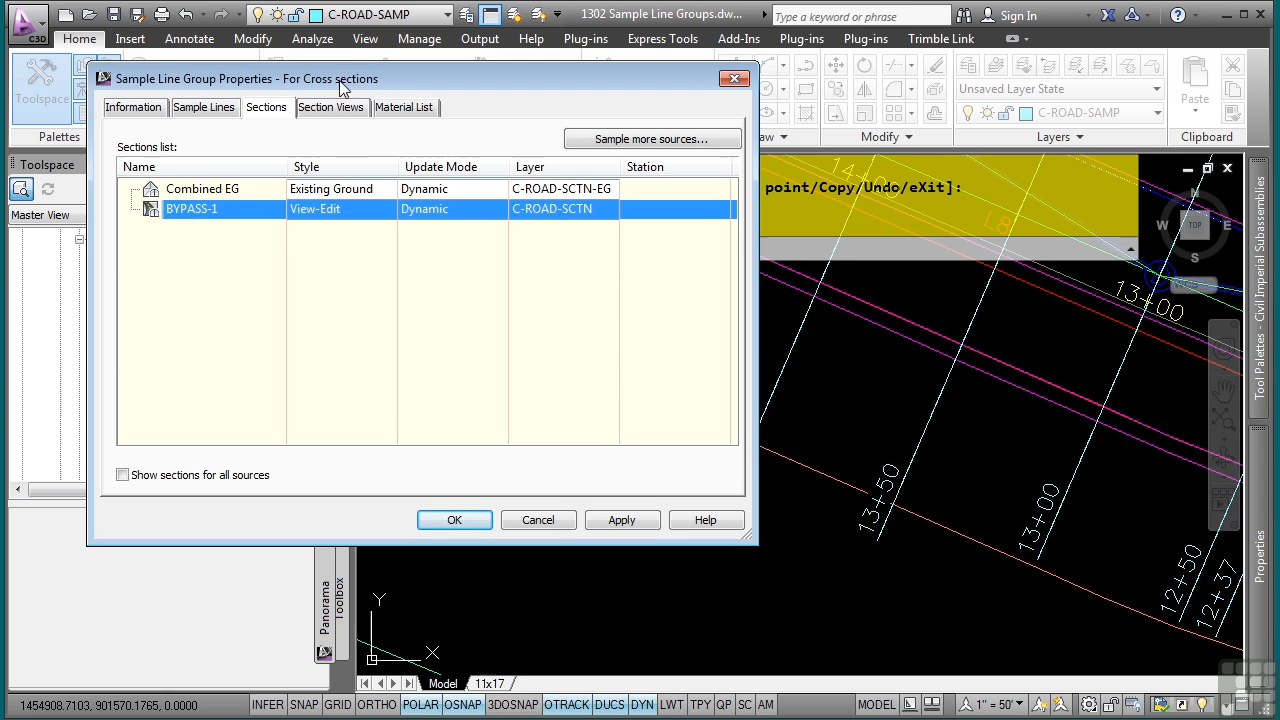 C-ROAD-SAMP
1302 Sample Line Groups.dw...
Type a keyword or phrase
Sign In
C3D
Home Insert Annotate Modify Analyze View Manage Output Help Plug-ins Express Tools Add-Ins Plug-ins Plug-ins Trimble Link
Toolspace
Palettes
Unsaved Layer State
C-ROAD-SAMP
Paste
Modify
Layers
Clipboard
Sample Line Group Properties - For Cross sections
Information Sample Lines Sections Section Views Material List
Sample more sources...
Sections list:
Name Style Update Mode Layer Station
Combined EG Existing Ground Dynamic C-ROAD-SCTN-EG
BYPASS-1 View-Edit Dynamic C-ROAD-SCTN
Show sections for all sources
OK Cancel Apply Help
Toolspace
Master View
point/Copy/Undo/eXit]:
14+00
L8
N
W TOP E
S
13+00
13+50
13+00
12+50
12+37
Tool Palettes - Civil Imperial Subassemblies
Properties
Panorama
Toolbox
Y
X
Model 11x17
1454908.7103, 901570.1765, 0.0000
INFER SNAP GRID ORTHO POLAR OSNAP 3DOSNAP OTRACK DUCS DYN LWT TPY QP SC AM
MODEL
1" = 50'